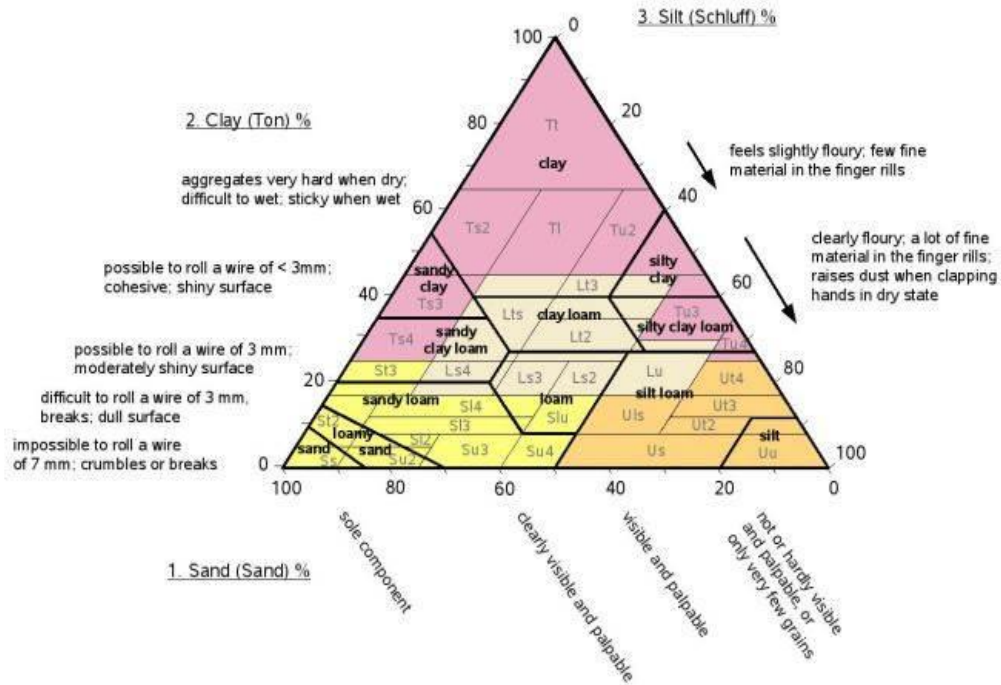 3. Silt (Schluff) %
0
100
20
2. Clay (Ton) %
80
Tt
clay
feels slightly floury; few fine
material in the finger rills
aggregates very hard when dry;
difficult to wet; sticky when wet
40
60
Ts2
Tl
Tu2
clearly floury; a lot of fine
material in the finger rills;
raises dust when clapping
hands in dry state
possible to roll a wire of < 3mm;
cohesive; shiny surface
sandy
clay
Ts3
silty
clay
60
40
Lt3
Lts
clay loam
Tu3
silty clay loam
Ts4
sandy
clay loam
Lt2
Tu4
possible to roll a wire of 3 mm;
moderately shiny surface
St3
Ls4
Ls3
Ls2
Lu
Ut4
80
20
difficult to roll a wire of 3 mm,
breaks; dull surface
sandy loam
loam
silt loam
Sl4
Slu
Uls
Ut3
St2
loamy
sand
Sl3
Ut2
silt
impossible to roll a wire
of 7 mm; crumbles or breaks
sand
Ss
Sl2
Su2
Su3
Su4
Us
Uu
100
0
100
80
60
40
20
0
sole component
clearly visible and palpable
visible and palpable
not or hardly visible
and palpable, or
only very few grains
1. Sand (Sand) %